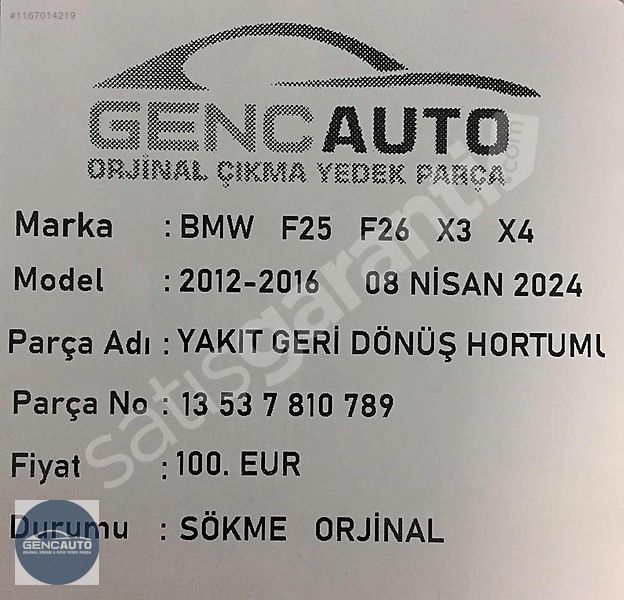 #1167014219
GENCAUTO
ORJİNAL ÇIKMA YEDEK PARÇA
Marka : BMW F25 F26 X3 X4
Model : 2012-2016 08 NİSAN 2024
Parça Adı : YAKIT GERİ DÖNÜŞ HORTUMU
Parça No : 13 53 7 810 789
Fiyat : 100. EUR
Durumu : SÖKME ORJİNAL
satisgaranti.com
GENCAUTO